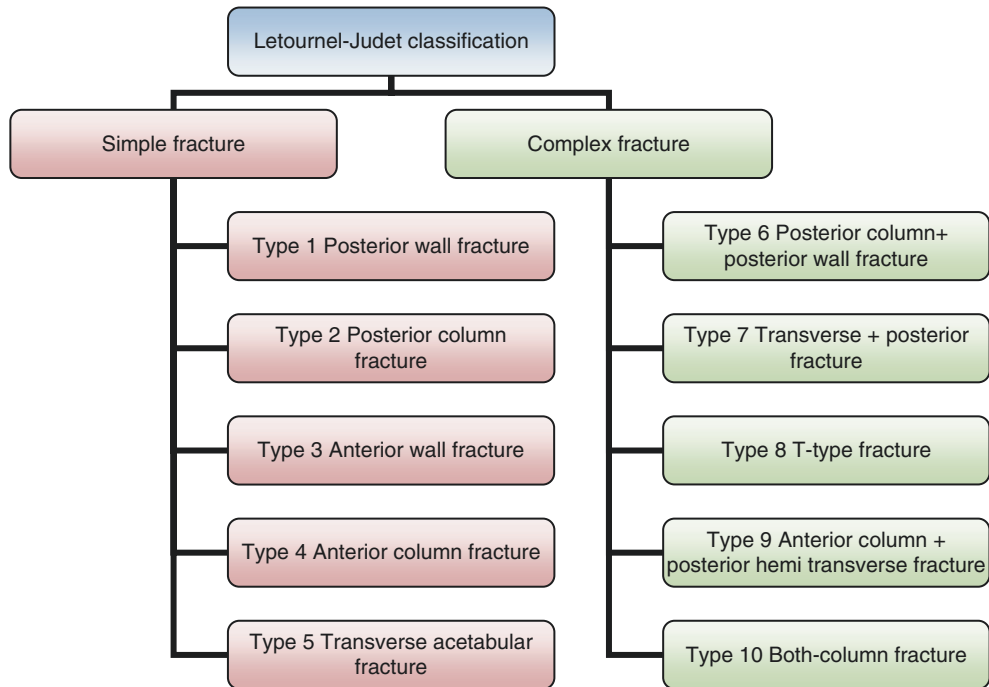 Letournel-Judet classification
Simple fracture
Complex fracture
Type 1 Posterior wall fracture
Type 2 Posterior column
fracture
Type 3 Anterior wall fracture
Type 4 Anterior column fracture
Type 5 Transverse acetabular
fracture
Type 6 Posterior column+
posterior wall fracture
Type 7 Transverse + posterior
fracture
Type 8 T-type fracture
Type 9 Anterior column +
posterior hemi transverse fracture
Type 10 Both-column fracture